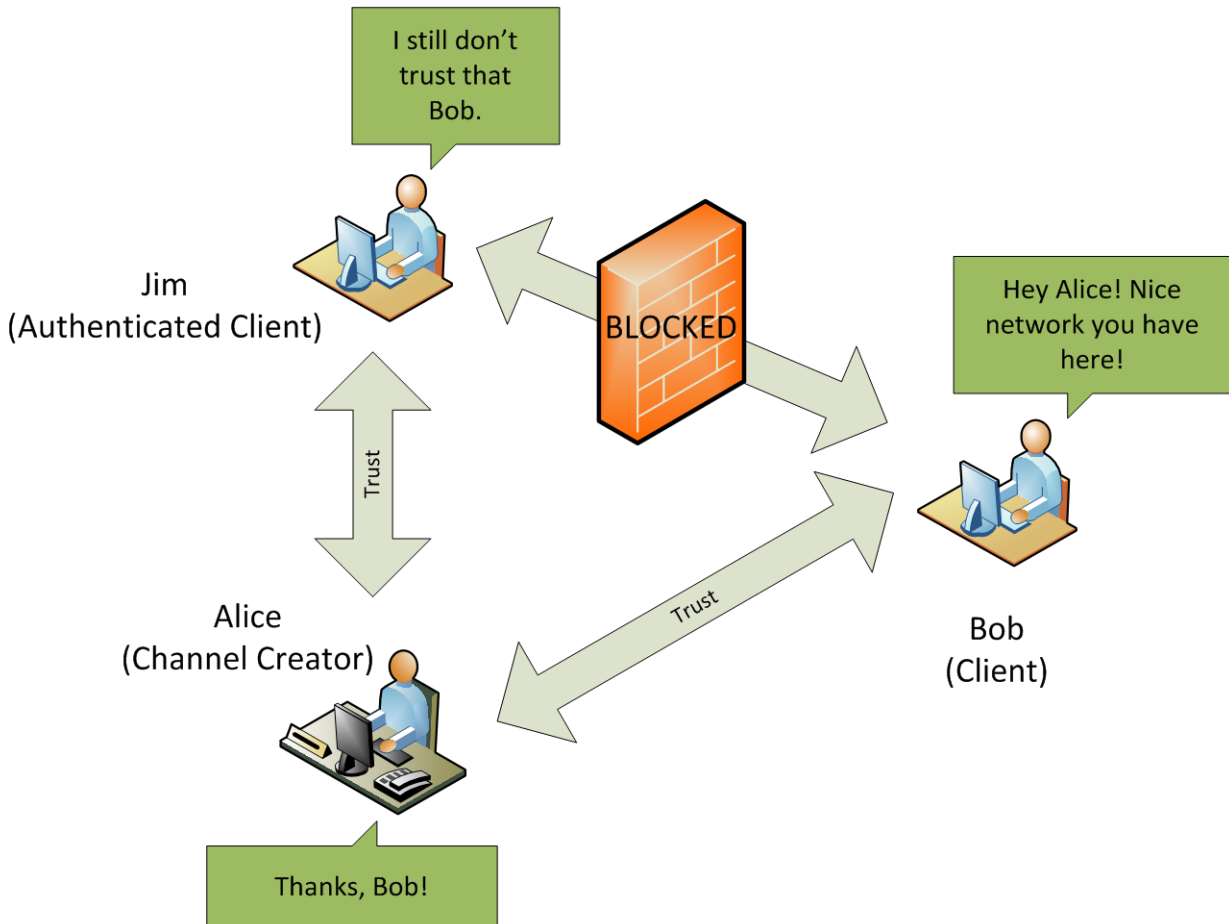 I still don’t
trust that
Bob.
Jim
(Authenticated Client)
BLOCKED
Hey Alice! Nice
network you have
here!
Trust
Trust
Alice
(Channel Creator)
Bob
(Client)
Thanks, Bob!